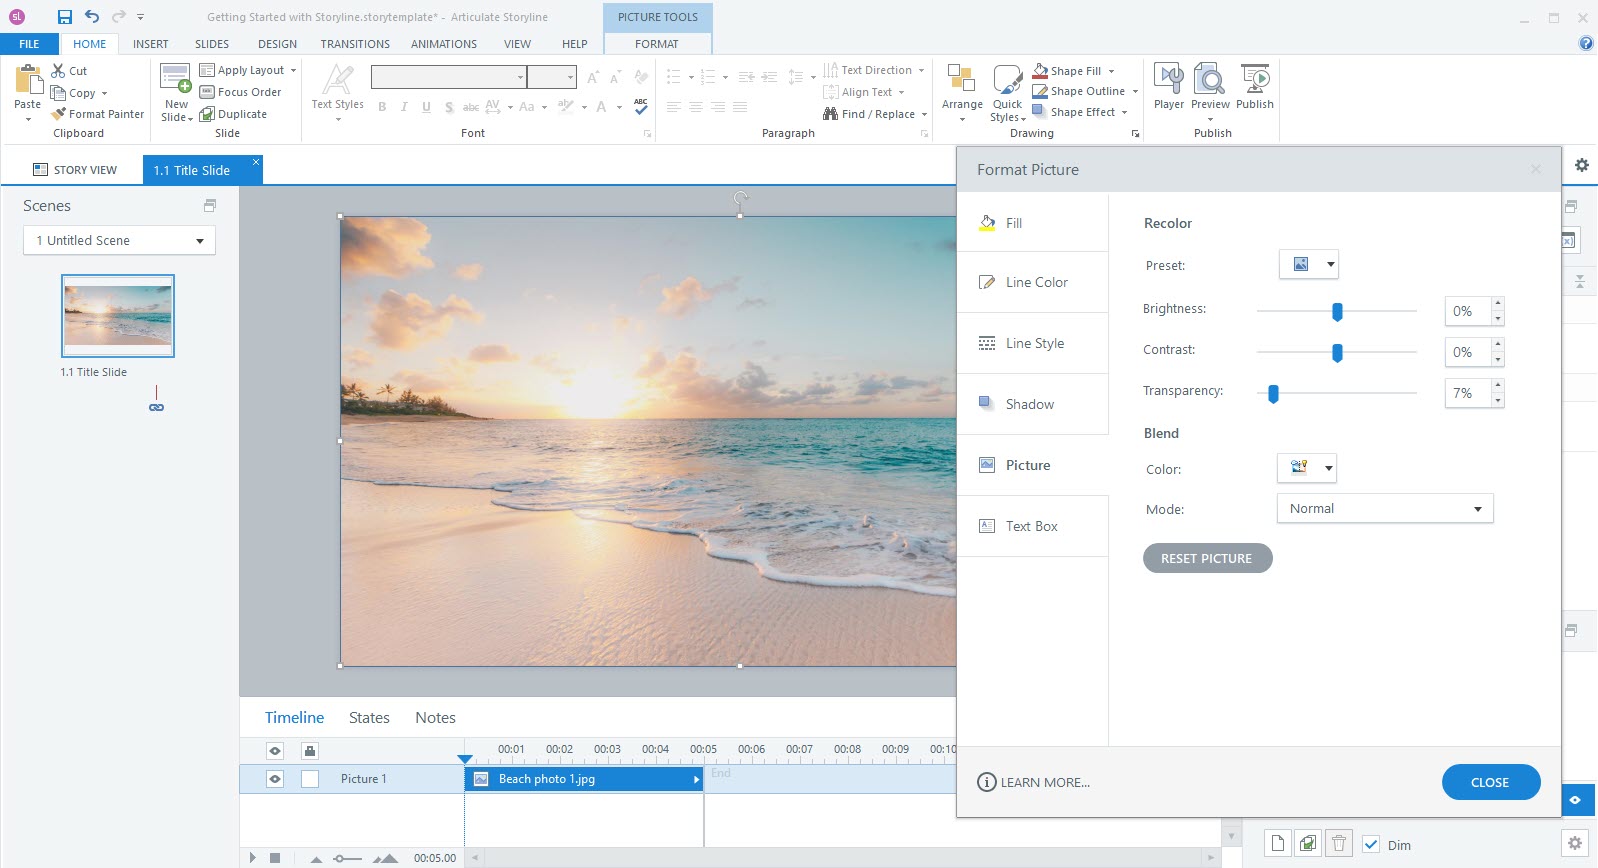 sl
Getting Started with Storyline.storytemplate* - Articulate Storyline
PICTURE TOOLS
FILE HOME INSERT SLIDES DESIGN TRANSITIONS ANIMATIONS VIEW HELP FORMAT
?
Paste
Cut
Copy
Format Painter
Clipboard
New
Slide
Apply Layout
Focus Order
Duplicate
Slide
Text Styles
B I U S abc AV Aa ab A ABC
Font
Text Direction
Align Text
Find / Replace
Paragraph
Arrange
Quick
Styles
Shape Fill
Shape Outline
Shape Effect
Drawing
Player
Preview
Publish
Publish
STORY VIEW
1.1 Title Slide
Scenes
1 Untitled Scene
1.1 Title Slide
Format Picture
Fill
Line Color
Line Style
Shadow
Picture
Text Box
Recolor
Preset:
Brightness: 0%
Contrast: 0%
Transparency: 7%
Blend
Color:
Mode: Normal
RESET PICTURE
LEARN MORE...
CLOSE
Timeline States Notes
00:01 00:02 00:03 00:04 00:05 00:06 00:07 00:08 00:09 00:10
Picture 1
Beach photo 1.jpg
End
00:05.00
Dim